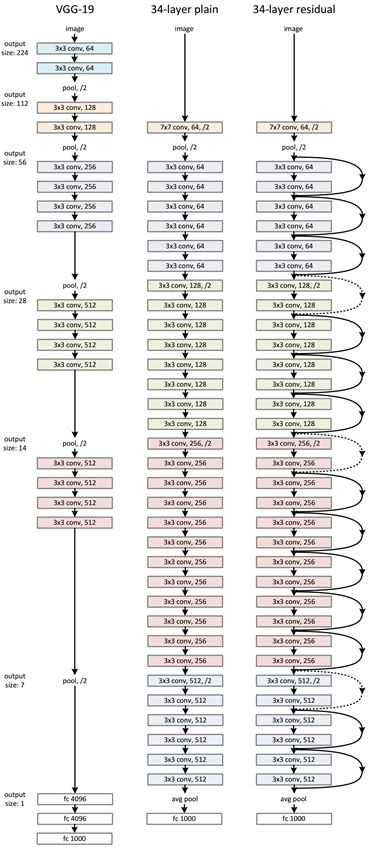 output
size: 224
output
size: 112
output
size: 56
output
size: 28
output
size: 14
output
size: 7
output
size: 1
VGG-19
image
3x3 conv, 64
3x3 conv, 64
pool, /2
3x3 conv, 128
3x3 conv, 128
pool, /2
3x3 conv, 256
3x3 conv, 256
3x3 conv, 256
3x3 conv, 256
pool, /2
3x3 conv, 512
3x3 conv, 512
3x3 conv, 512
3x3 conv, 512
pool, /2
3x3 conv, 512
3x3 conv, 512
3x3 conv, 512
3x3 conv, 512
pool, /2
fc 4096
fc 4096
fc 1000
34-layer plain
image
7x7 conv, 64, /2
pool, /2
3x3 conv, 64
3x3 conv, 64
3x3 conv, 64
3x3 conv, 64
3x3 conv, 64
3x3 conv, 64
3x3 conv, 128, /2
3x3 conv, 128
3x3 conv, 128
3x3 conv, 128
3x3 conv, 128
3x3 conv, 128
3x3 conv, 128
3x3 conv, 128
3x3 conv, 256, /2
3x3 conv, 256
3x3 conv, 256
3x3 conv, 256
3x3 conv, 256
3x3 conv, 256
3x3 conv, 256
3x3 conv, 256
3x3 conv, 256
3x3 conv, 256
3x3 conv, 256
3x3 conv, 256
3x3 conv, 512, /2
3x3 conv, 512
3x3 conv, 512
3x3 conv, 512
3x3 conv, 512
3x3 conv, 512
avg pool
fc 1000
34-layer residual
image
7x7 conv, 64, /2
pool, /2
3x3 conv, 64
3x3 conv, 64
3x3 conv, 64
3x3 conv, 64
3x3 conv, 64
3x3 conv, 64
3x3 conv, 128, /2
3x3 conv, 128
3x3 conv, 128
3x3 conv, 128
3x3 conv, 128
3x3 conv, 128
3x3 conv, 128
3x3 conv, 128
3x3 conv, 256, /2
3x3 conv, 256
3x3 conv, 256
3x3 conv, 256
3x3 conv, 256
3x3 conv, 256
3x3 conv, 256
3x3 conv, 256
3x3 conv, 256
3x3 conv, 256
3x3 conv, 256
3x3 conv, 256
3x3 conv, 512, /2
3x3 conv, 512
3x3 conv, 512
3x3 conv, 512
3x3 conv, 512
3x3 conv, 512
avg pool
fc 1000